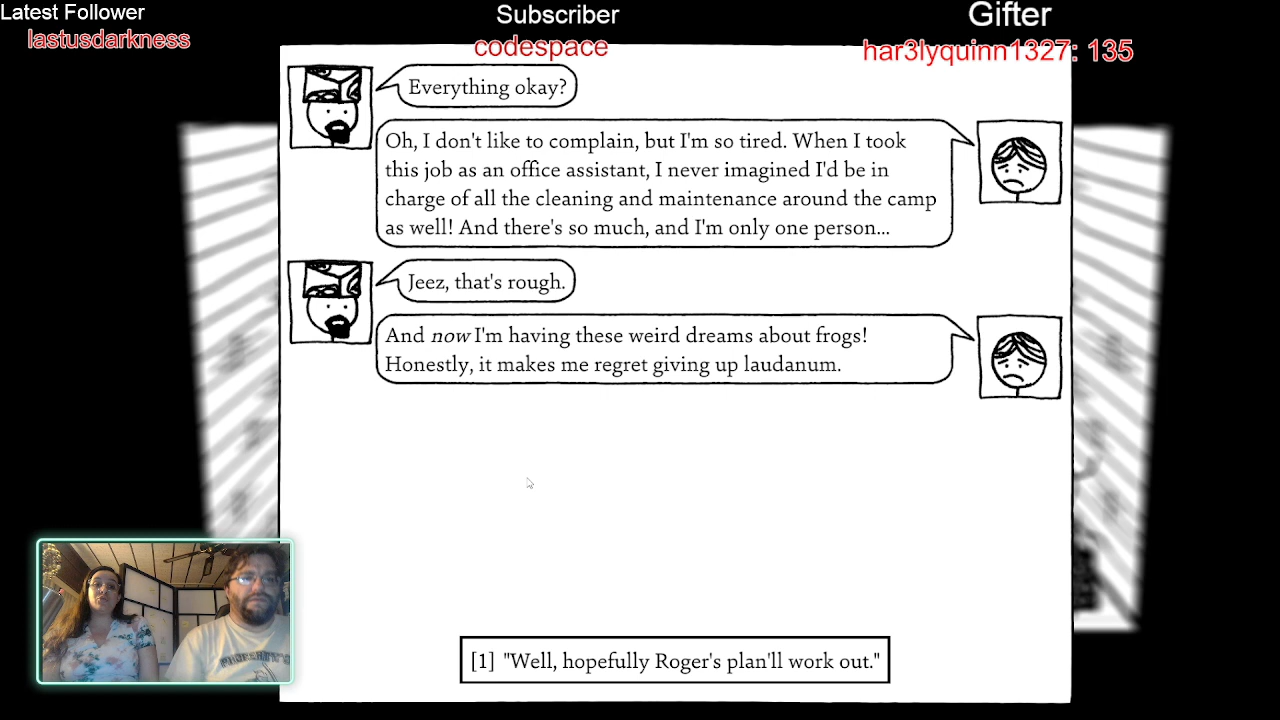 Latest Follower
lastusdarkness
Subscriber
codespace
Gifter
har3lyquinn1327: 135
Everything okay?
Oh, I don't like to complain, but I'm so tired. When I took
this job as an office assistant, I never imagined I'd be in
charge of all the cleaning and maintenance around the camp
as well! And there's so much, and I'm only one person...
Jeez, that's rough.
And now I'm having these weird dreams about frogs!
Honestly, it makes me regret giving up laudanum.
[1] "Well, hopefully Roger's plan'll work out."